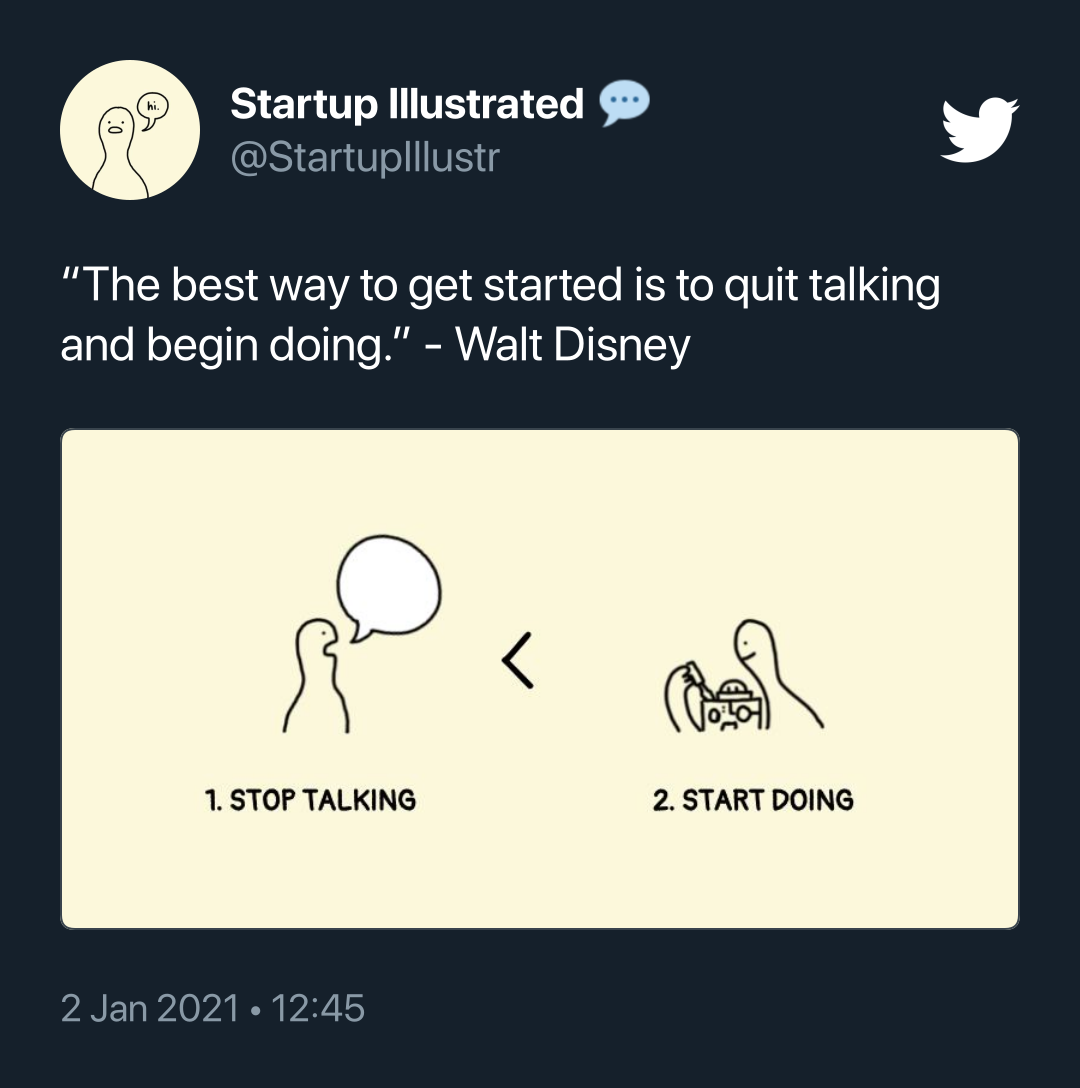 hi.
Startup Illustrated 💬
@StartupIllustr
“The best way to get started is to quit talking
and begin doing.” - Walt Disney
<
1. STOP TALKING
2. START DOING
2 Jan 2021 • 12:45